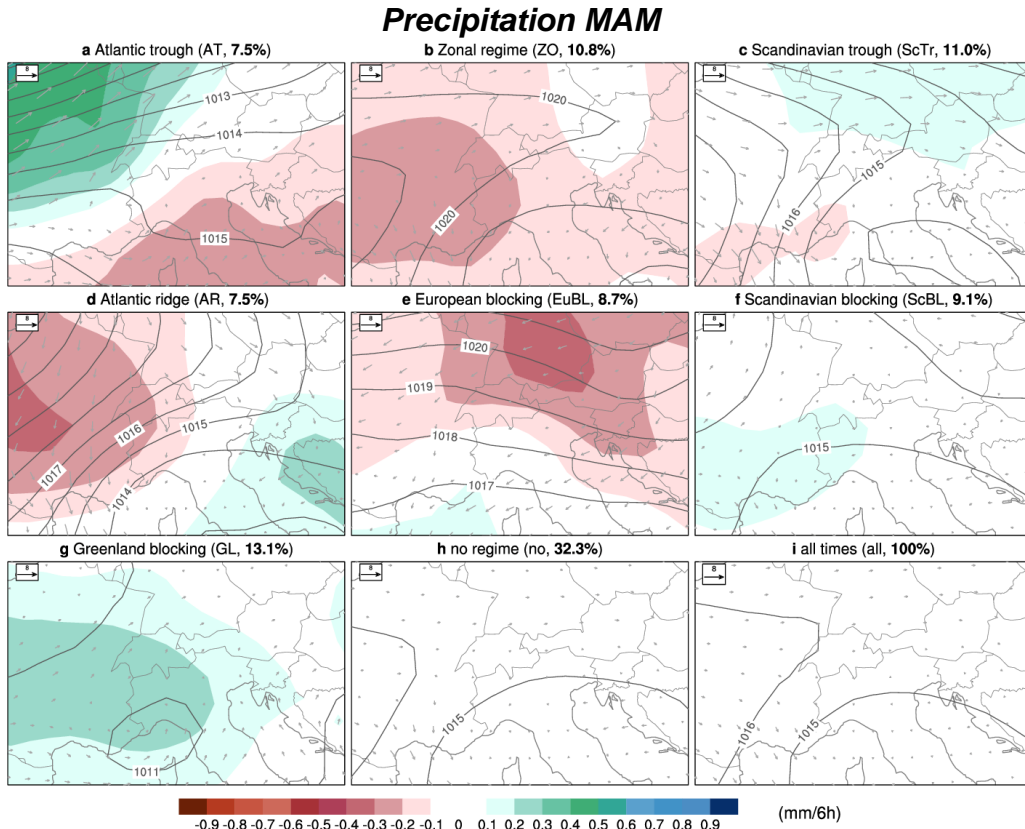 Precipitation MAM
a Atlantic trough (AT, 7.5%)
b Zonal regime (ZO, 10.8%)
c Scandinavian trough (ScTr, 11.0%)
8
1013
1014
1015
8
1020
1020
8
1015
1016
d Atlantic ridge (AR, 7.5%)
e European blocking (EuBL, 8.7%)
f Scandinavian blocking (ScBL, 9.1%)
8
1016
1015
1017
1014
8
1020
1019
1018
1017
8
1015
g Greenland blocking (GL, 13.1%)
h no regime (no, 32.3%)
i all times (all, 100%)
8
1011
8
1015
8
1016
1015
-0.9 -0.8 -0.7 -0.6 -0.5 -0.4 -0.3 -0.2 -0.1 0 0.1 0.2 0.3 0.4 0.5 0.6 0.7 0.8 0.9
(mm/6h)